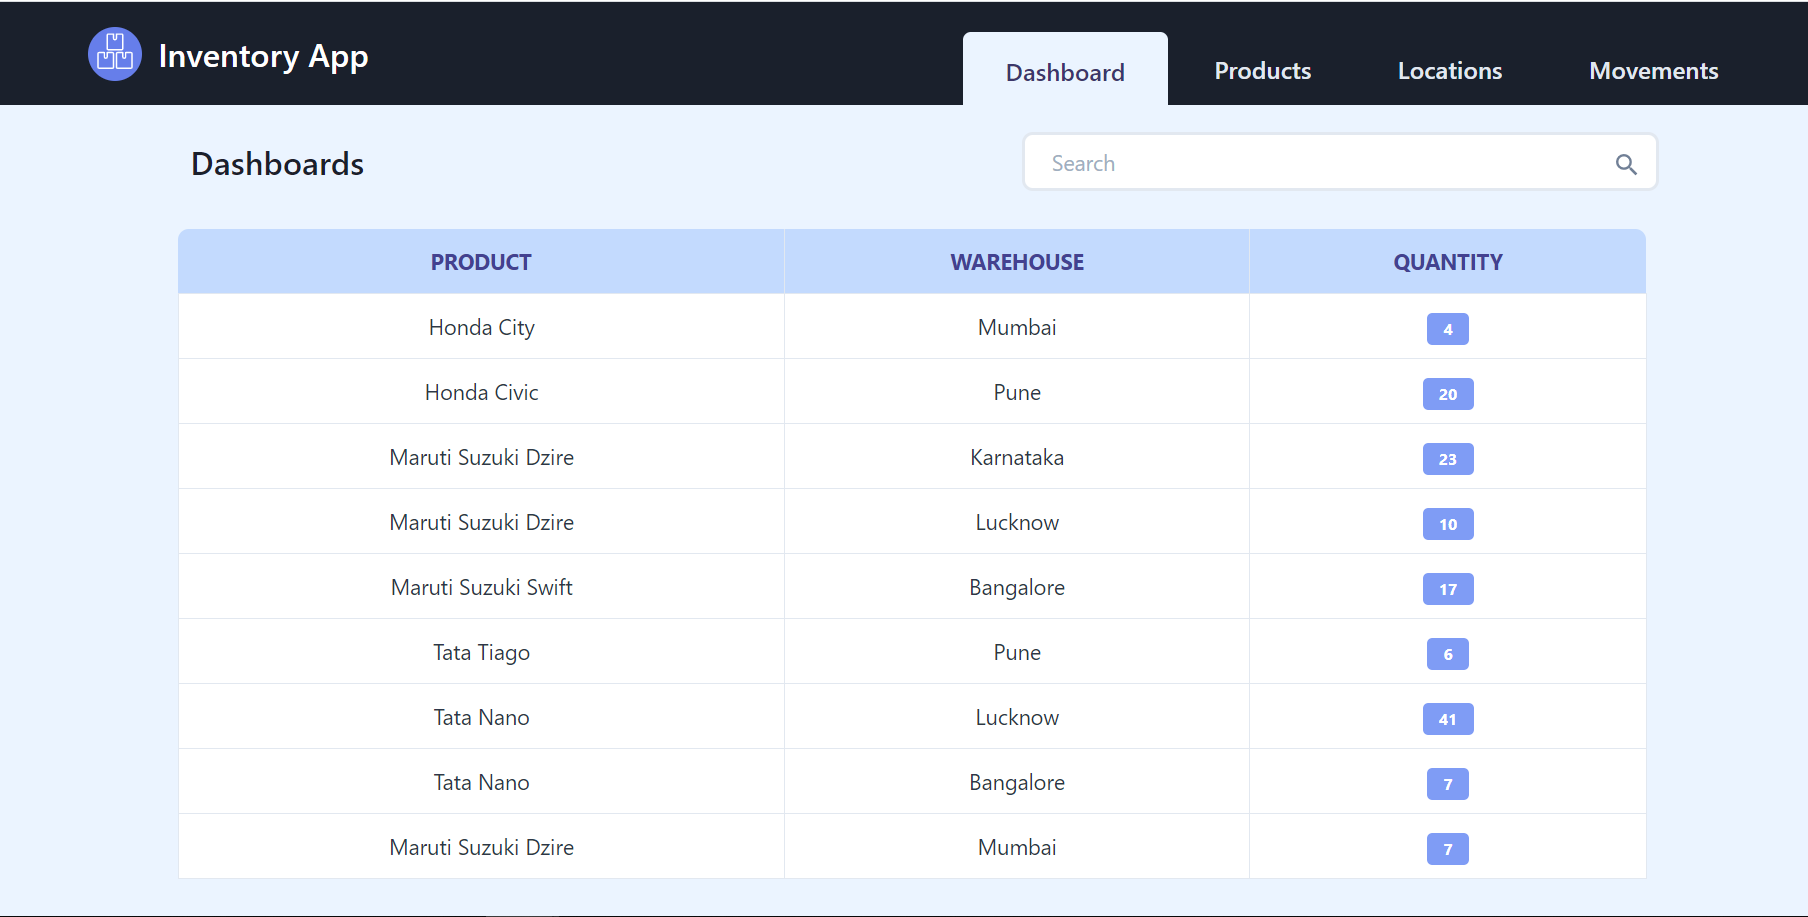 Inventory App
Dashboard Products Locations Movements
Dashboards
Search
PRODUCT WAREHOUSE QUANTITY
Honda City Mumbai 4
Honda Civic Pune 20
Maruti Suzuki Dzire Karnataka 23
Maruti Suzuki Dzire Lucknow 10
Maruti Suzuki Swift Bangalore 17
Tata Tiago Pune 6
Tata Nano Lucknow 41
Tata Nano Bangalore 7
Maruti Suzuki Dzire Mumbai 7